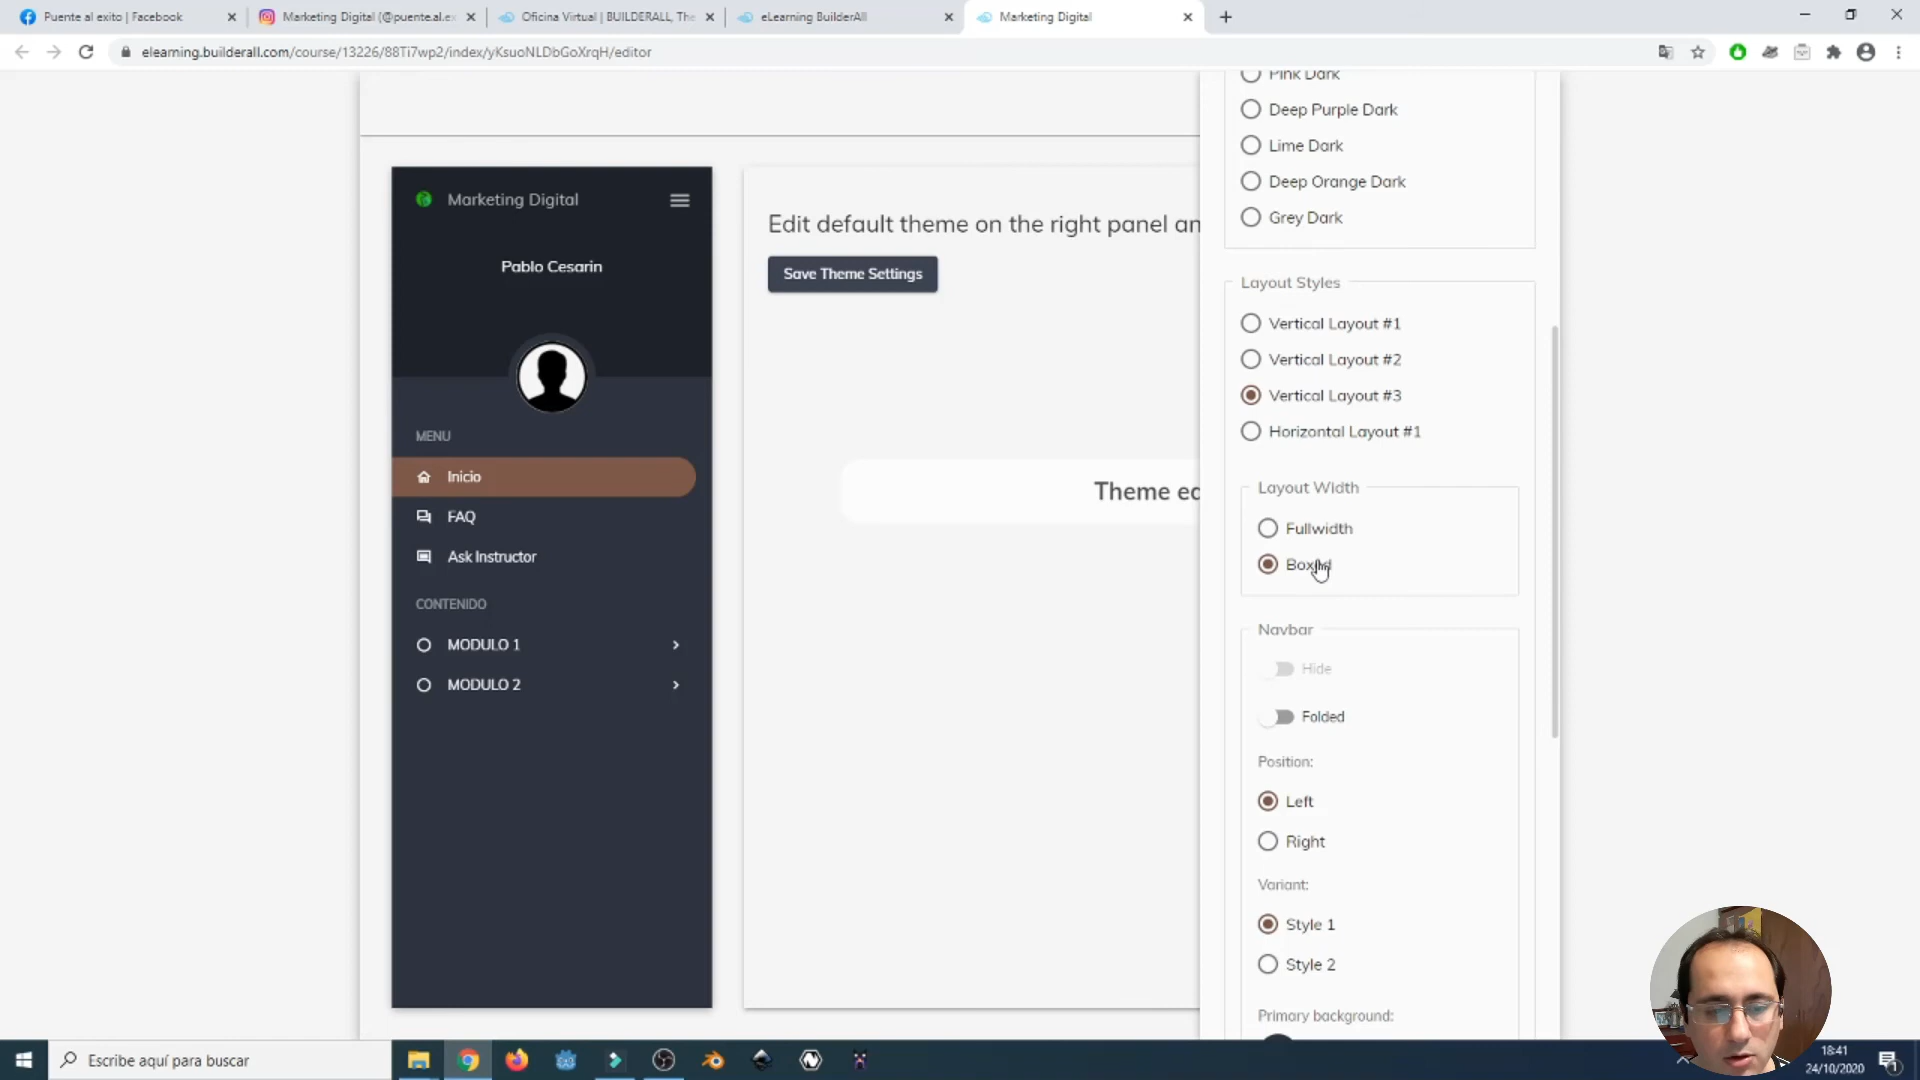 Puente al exito | Facebook
Marketing Digital (@puente.al.ex
Oficina Virtual | BUILDERALL, The
eLearning BuilderAll
Marketing Digital
elearning.builderall.com/course/13226/88Ti7wp2/index/yKsuoNLDbGoXrqH/editor
Marketing Digital
Pablo Cesarin
MENU
Inicio
FAQ
Ask Instructor
CONTENIDO
MODULO 1
MODULO 2
Edit default theme on the right panel an
Save Theme Settings
Theme ed
Pink Dark
Deep Purple Dark
Lime Dark
Deep Orange Dark
Grey Dark
Layout Styles
Vertical Layout #1
Vertical Layout #2
Vertical Layout #3
Horizontal Layout #1
Layout Width
Fullwidth
Boxed
Navbar
Hide
Folded
Position:
Left
Right
Variant:
Style 1
Style 2
Primary background:
Escribe aquí para buscar
18:41
24/10/2020
1